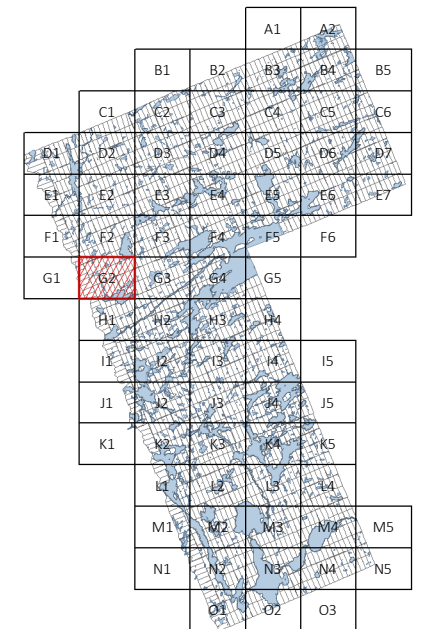 A1 A2
B1 B2 B3 B4 B5
C1 C2 C3 C4 C5 C6
D1 D2 D3 D4 D5 D6 D7
E1 E2 E3 E4 E5 E6 E7
F1 F2 F3 F4 F5 F6
G1 G2 G3 G4 G5
H1 H2 H3 H4
I1 I2 I3 I4 I5
J1 J2 J3 J4 J5
K1 K2 K3 K4 K5
L1 L2 L3 L4
M1 M2 M3 M4 M5
N1 N2 N3 N4 N5
O1 O2 O3